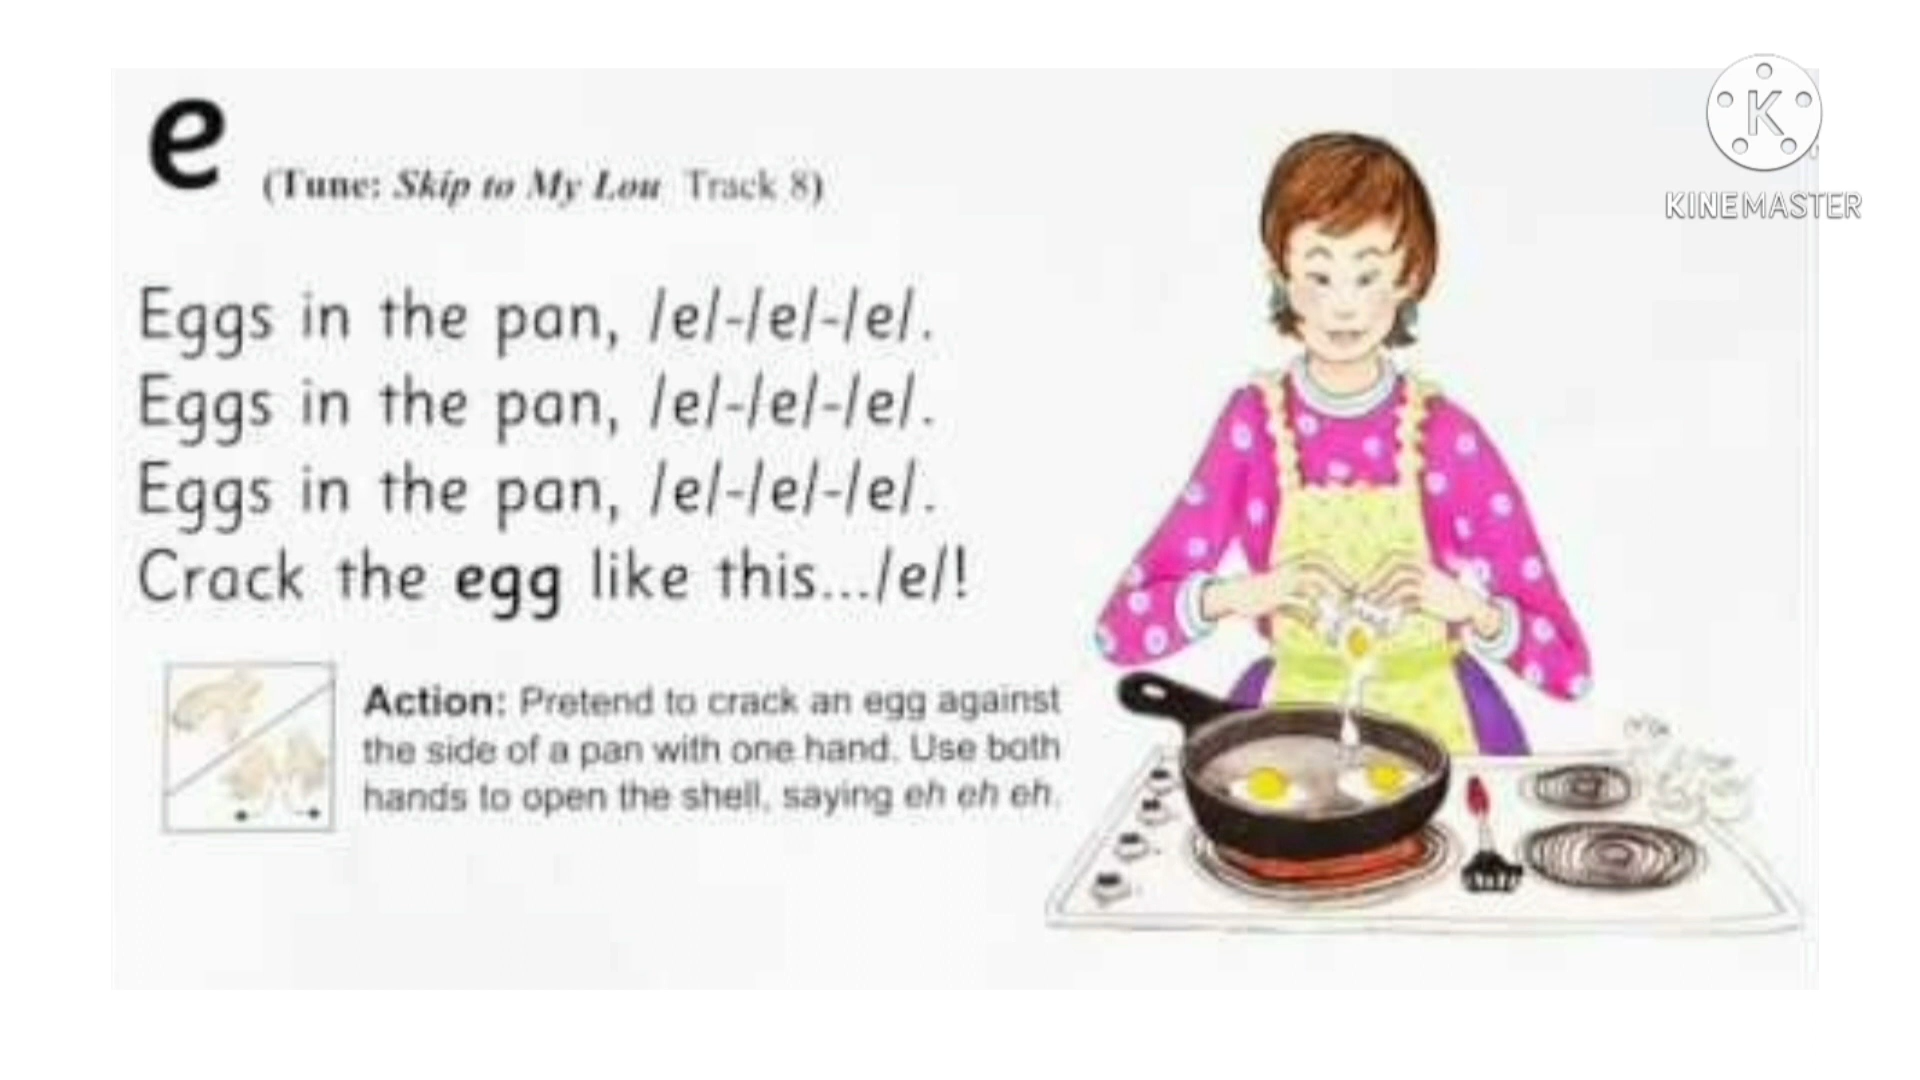 e
(Tune: Skip to My Lou Track 8)
Eggs in the pan, /e/-/e/-/e/.
Eggs in the pan, /e/-/e/-/e/.
Eggs in the pan, /e/-/e/-/e/.
Crack the egg like this.../e/!
Action: Pretend to crack an egg against
the side of a pan with one hand. Use both
hands to open the shell, saying eh eh eh.
K
KINEMASTER